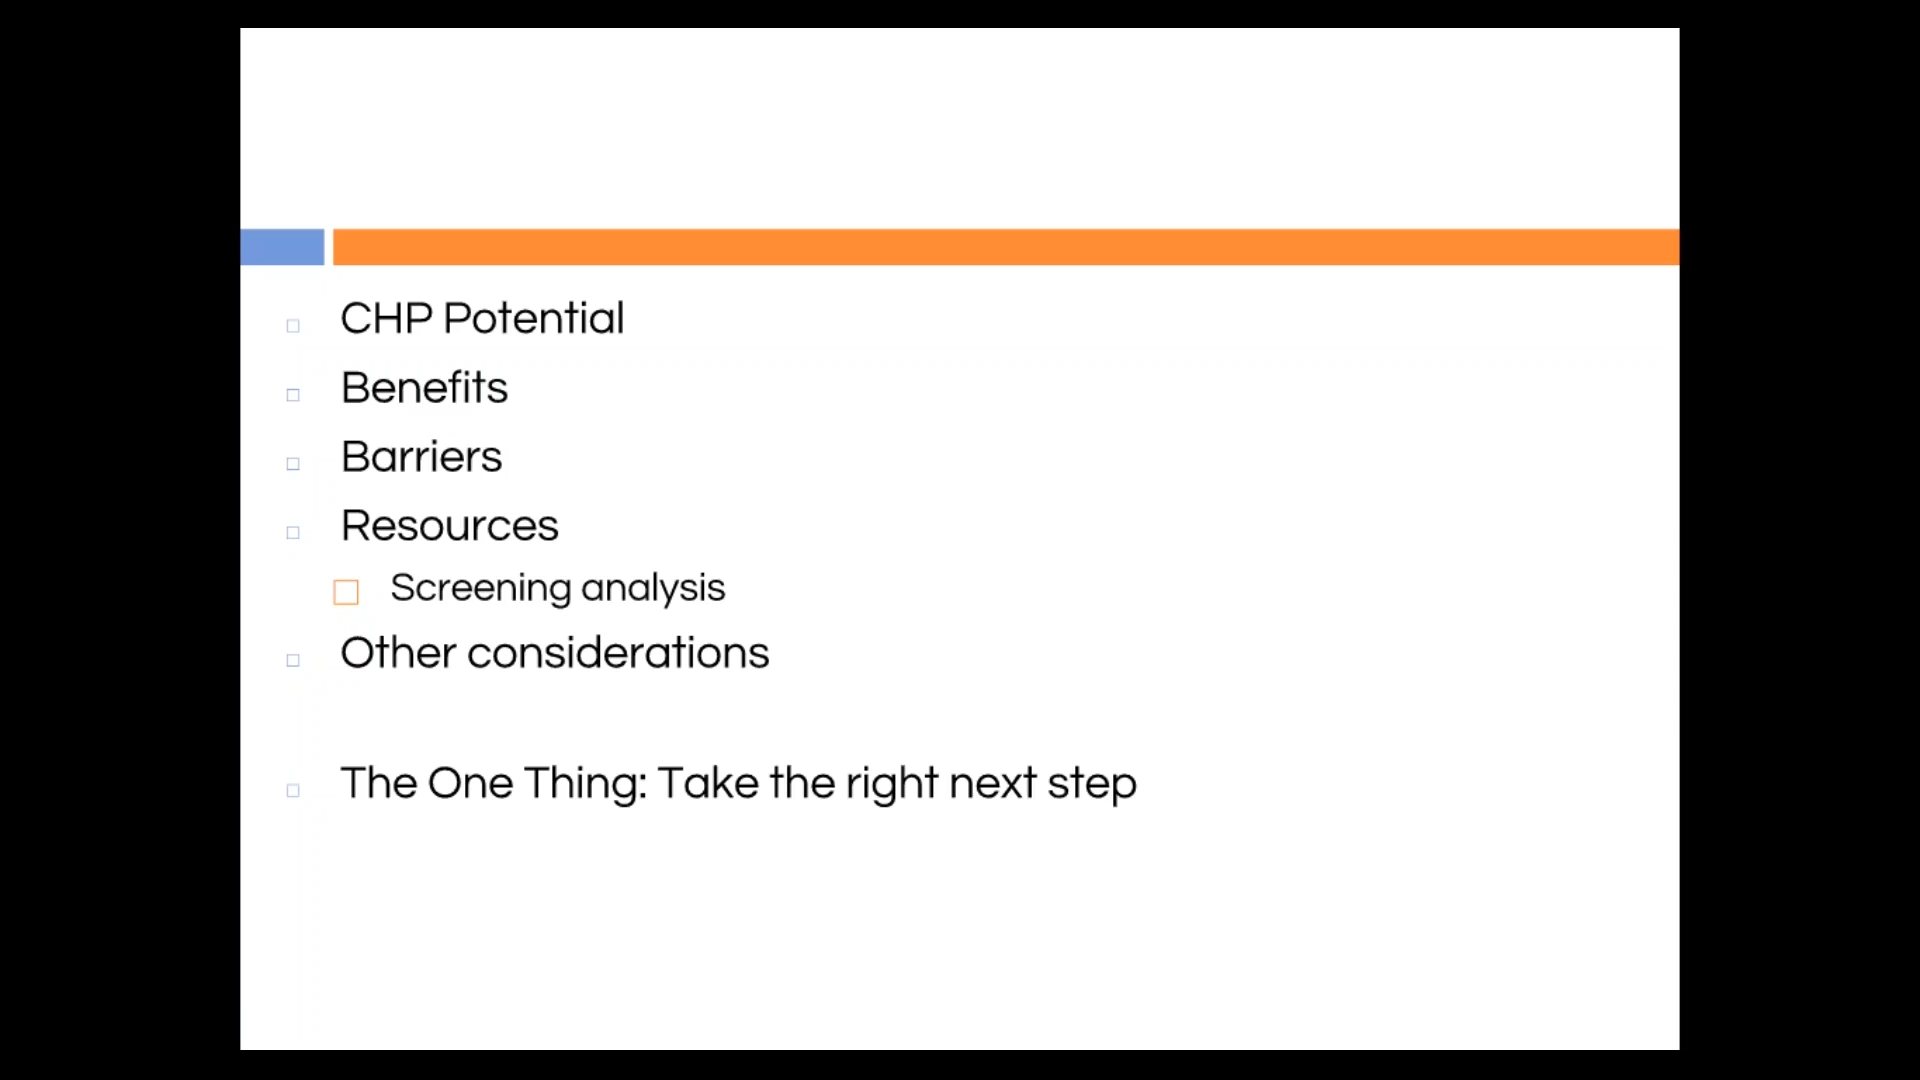 CHP Potential
Benefits
Barriers
Resources
Screening analysis
Other considerations
The One Thing: Take the right next step